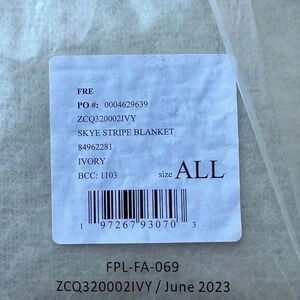 FRE
PO #: 0004629639
ZCQ320002IVY
SKYE STRIPE BLANKET
84962281
IVORY
BCC: 1103
size ALL
1 97267 93070 3
FPL-FA-069
ZCQ320002IVY / June 2023